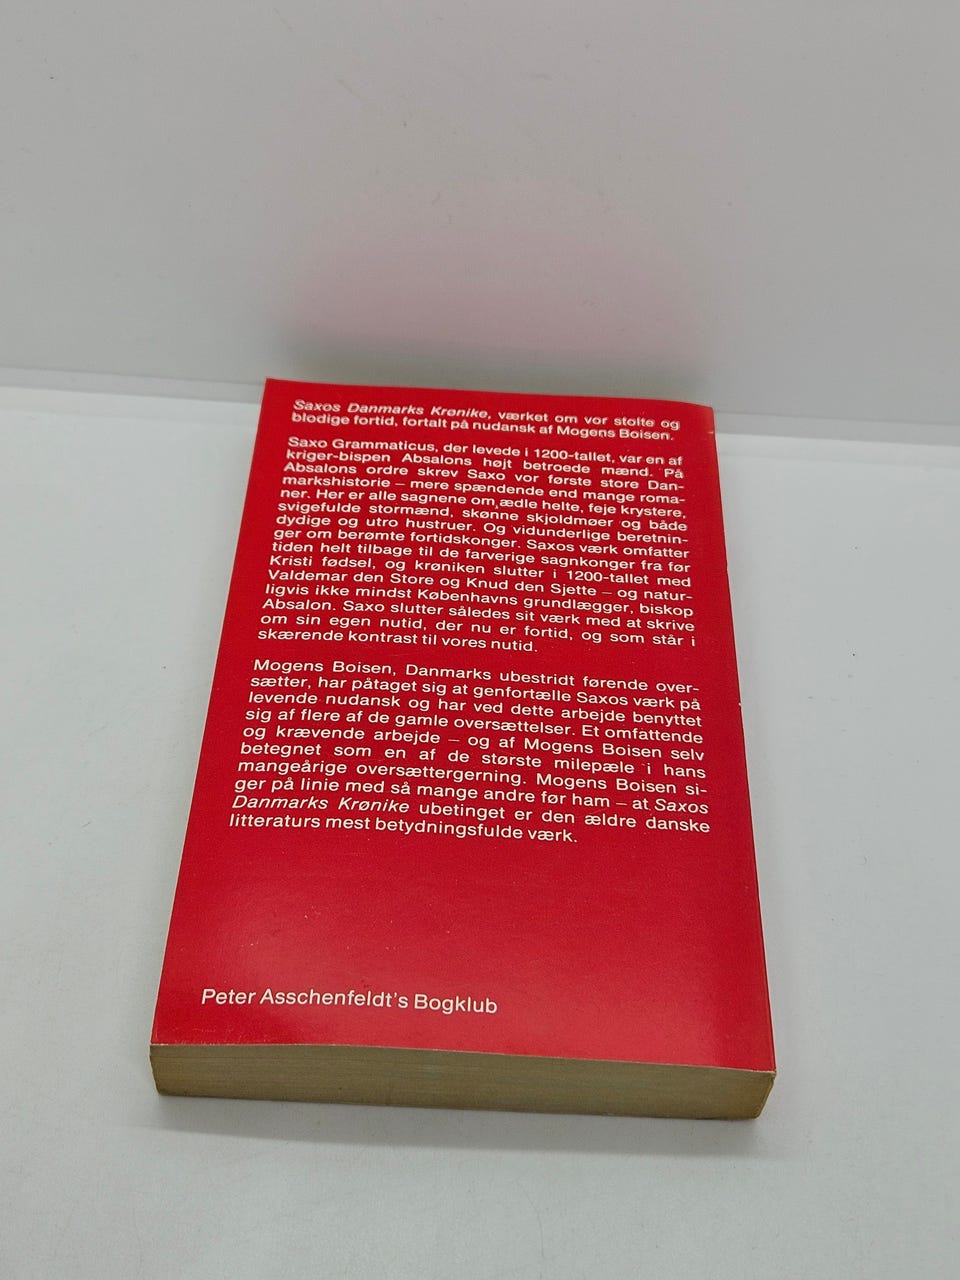 Saxos Danmarks Krønike, værket om vor stolte og
blodige fortid, fortalt på nudansk af Mogens Boisen.
Saxo Grammaticus, der levede i 1200-tallet, var en af
kriger-bispen Absalons højt betroede mænd. På
Absalons ordre skrev Saxo vor første store Dan-
markshistorie – mere spændende end mange roma-
ner. Her er alle sagnene om ædle helte, feje krystere,
svigefulde stormænd, skønne skjoldmøer og både
dydige og utro hustruer. Og vidunderlige beretnin-
ger om berømte fortidskonger. Saxos værk omfatter
tiden helt tilbage til de farverige sagnkonger fra før
Kristi fødsel, og krøniken slutter i 1200-tallet med
Valdemar den Store og Knud den Sjette – og natur-
ligvis ikke mindst Københavns grundlægger, biskop
Absalon. Saxo slutter således sit værk med at skrive
om sin egen nutid, der nu er fortid, og som står i
skærende kontrast til vores nutid.
Mogens Boisen, Danmarks ubestridt førende over-
sætter, har påtaget sig at genfortælle Saxos værk på
levende nudansk og har ved dette arbejde benyttet
sig af flere af de gamle oversættelser. Et omfattende
og krævende arbejde – og af Mogens Boisen selv
betegnet som en af de største milepæle i hans
mangeårige oversættergerning. Mogens Boisen si-
ger på linie med så mange andre før ham – at Saxos
Danmarks Krønike ubetinget er den ældre danske
litteraturs mest betydningsfulde værk.
Peter Asschenfeldt's Bogklub